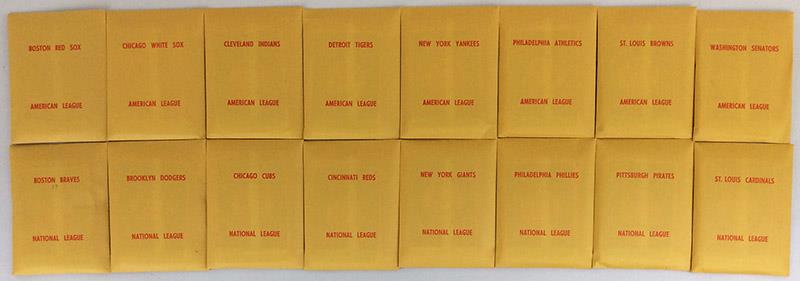 BOSTON RED SOX
AMERICAN LEAGUE
CHICAGO WHITE SOX
AMERICAN LEAGUE
CLEVELAND INDIANS
AMERICAN LEAGUE
DETROIT TIGERS
AMERICAN LEAGUE
NEW YORK YANKEES
AMERICAN LEAGUE
PHILADELPHIA ATHLETICS
AMERICAN LEAGUE
ST. LOUIS BROWNS
AMERICAN LEAGUE
WASHINGTON SENATORS
AMERICAN LEAGUE
BOSTON BRAVES
NATIONAL LEAGUE
BROOKLYN DODGERS
NATIONAL LEAGUE
CHICAGO CUBS
NATIONAL LEAGUE
CINCINNATI REDS
NATIONAL LEAGUE
NEW YORK GIANTS
NATIONAL LEAGUE
PHILADELPHIA PHILLIES
NATIONAL LEAGUE
PITTSBURGH PIRATES
NATIONAL LEAGUE
ST. LOUIS CARDINALS
NATIONAL LEAGUE